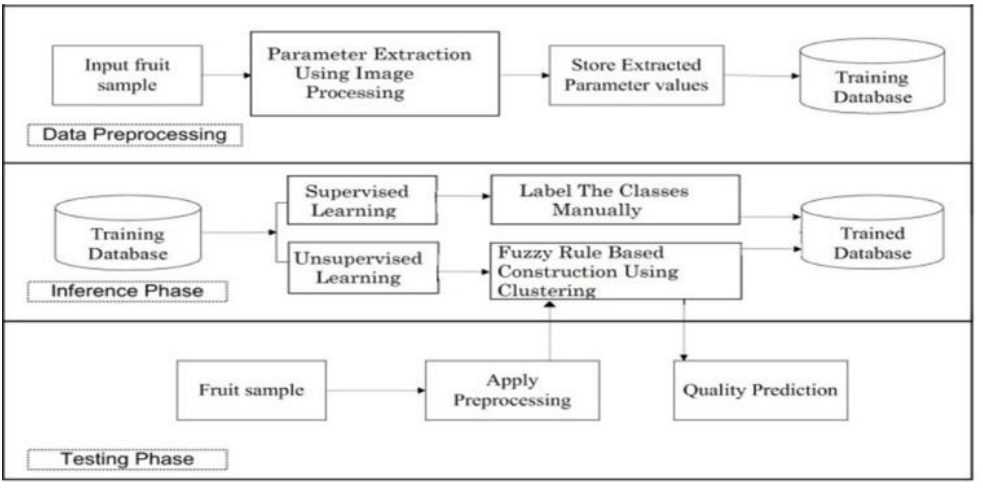 Input fruit
sample
Parameter Extraction
Using Image
Processing
Store Extracted
Parameter values
Training
Database
Data Preprocessing
Training
Database
Supervised
Learning
Unsupervised
Learning
Label The Classes
Manually
Fuzzy Rule Based
Construction Using
Clustering
Trained
Database
Inference Phase
Fruit sample
Apply
Preprocessing
Quality Prediction
Testing Phase